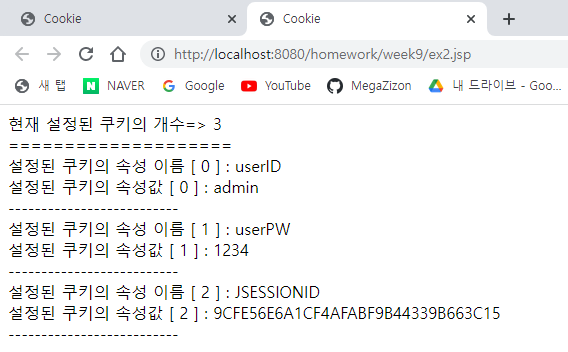 Cookie
Cookie
http://localhost:8080/homework/week9/ex2.jsp
새 탭 NAVER Google YouTube MegaZizon 내 드라이브 - Goo...
현재 설정된 쿠키의 개수=> 3
====================
설정된 쿠키의 속성 이름 [ 0 ] : userID
설정된 쿠키의 속성값 [ 0 ] : admin
-------------------------
설정된 쿠키의 속성 이름 [ 1 ] : userPW
설정된 쿠키의 속성값 [ 1 ] : 1234
-------------------------
설정된 쿠키의 속성 이름 [ 2 ] : JSESSIONID
설정된 쿠키의 속성값 [ 2 ] : 9CFE56E6A1CF4AFABF9B44339B663C15
-------------------------